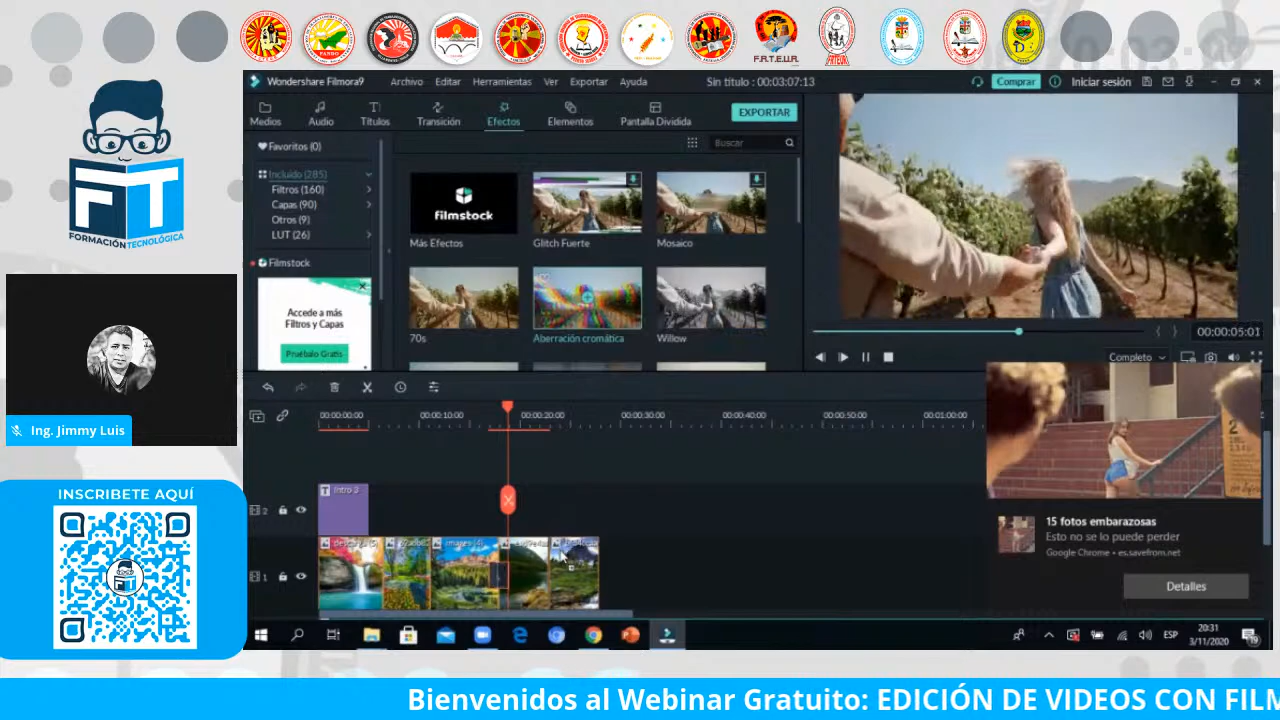 F.R.T.E.U.R.
FORMACIÓN TECNOLÓGICA
Ing. Jimmy Luis
INSCRIBETE AQUÍ
Wondershare Filmora9
Archivo Editar Herramientas Ver Exportar Ayuda
Sin título : 00:03:07:13
Comprar
Iniciar sesión
Medios Audio Títulos Transición Efectos Elementos Pantalla Dividida
EXPORTAR
Favoritos (0)
Buscar
Incluido (285)
Filtros (160)
Capas (90)
Otros (9)
LUT (26)
Filmstock
Accede a más
Filtros y Capas
Pruébalo Gratis
filmstock
Más Efectos
Glitch Fuerte
Mosaico
70s
Aberración cromática
Willow
00:00:05:01
Completo
00:00:00:00 00:00:10:00 00:00:20:00 00:00:30:00 00:00:40:00 00:00:50:00 00:01:00:00
2
Intro 3
1
15 fotos embarazosas
Esto no se lo puede perder
Google Chrome • es.savefrom.net
Detalles
ESP
20:31
3/11/2020
Bienvenidos al Webinar Gratuito: EDICIÓN DE VIDEOS CON FILM